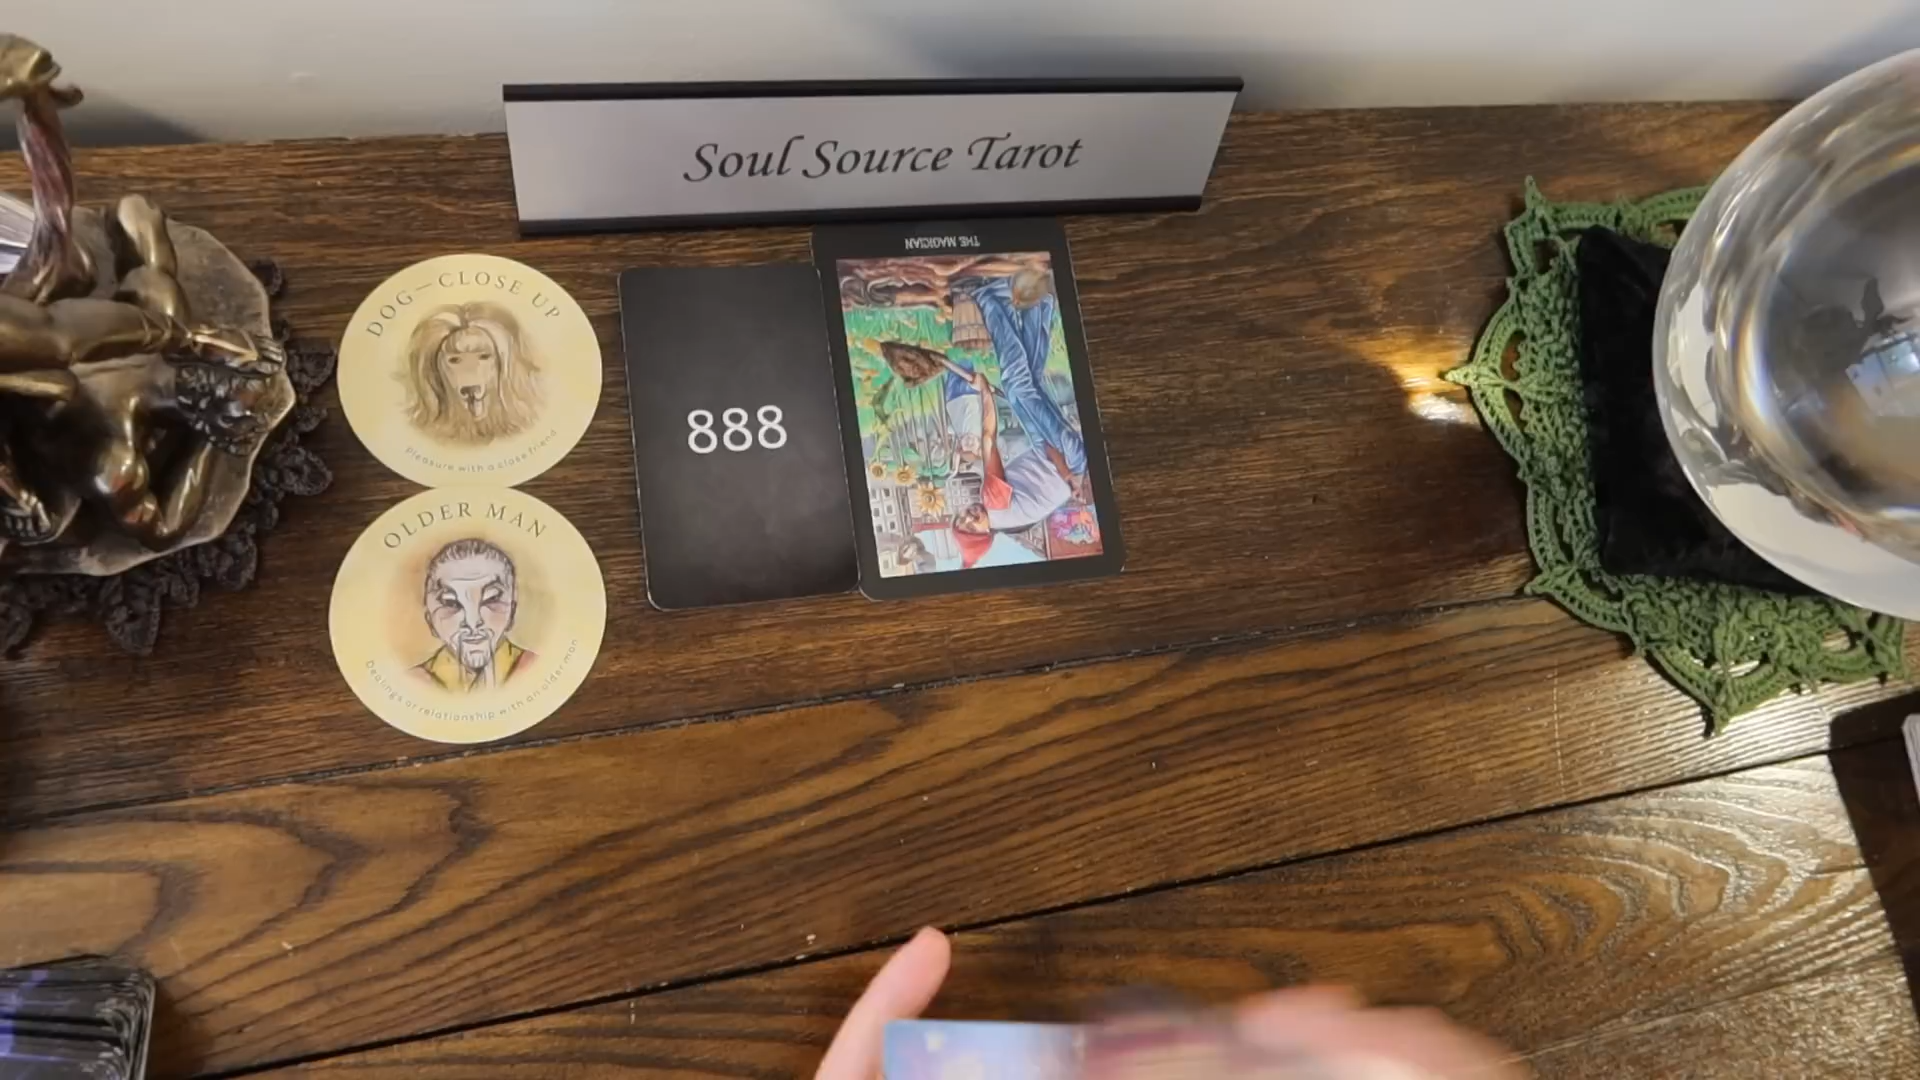 Soul Source Tarot
DOG—CLOSE UP
Pleasure with a close friend
OLDER MAN
Dealings or relationship with an older man
888
THE MAGICIAN